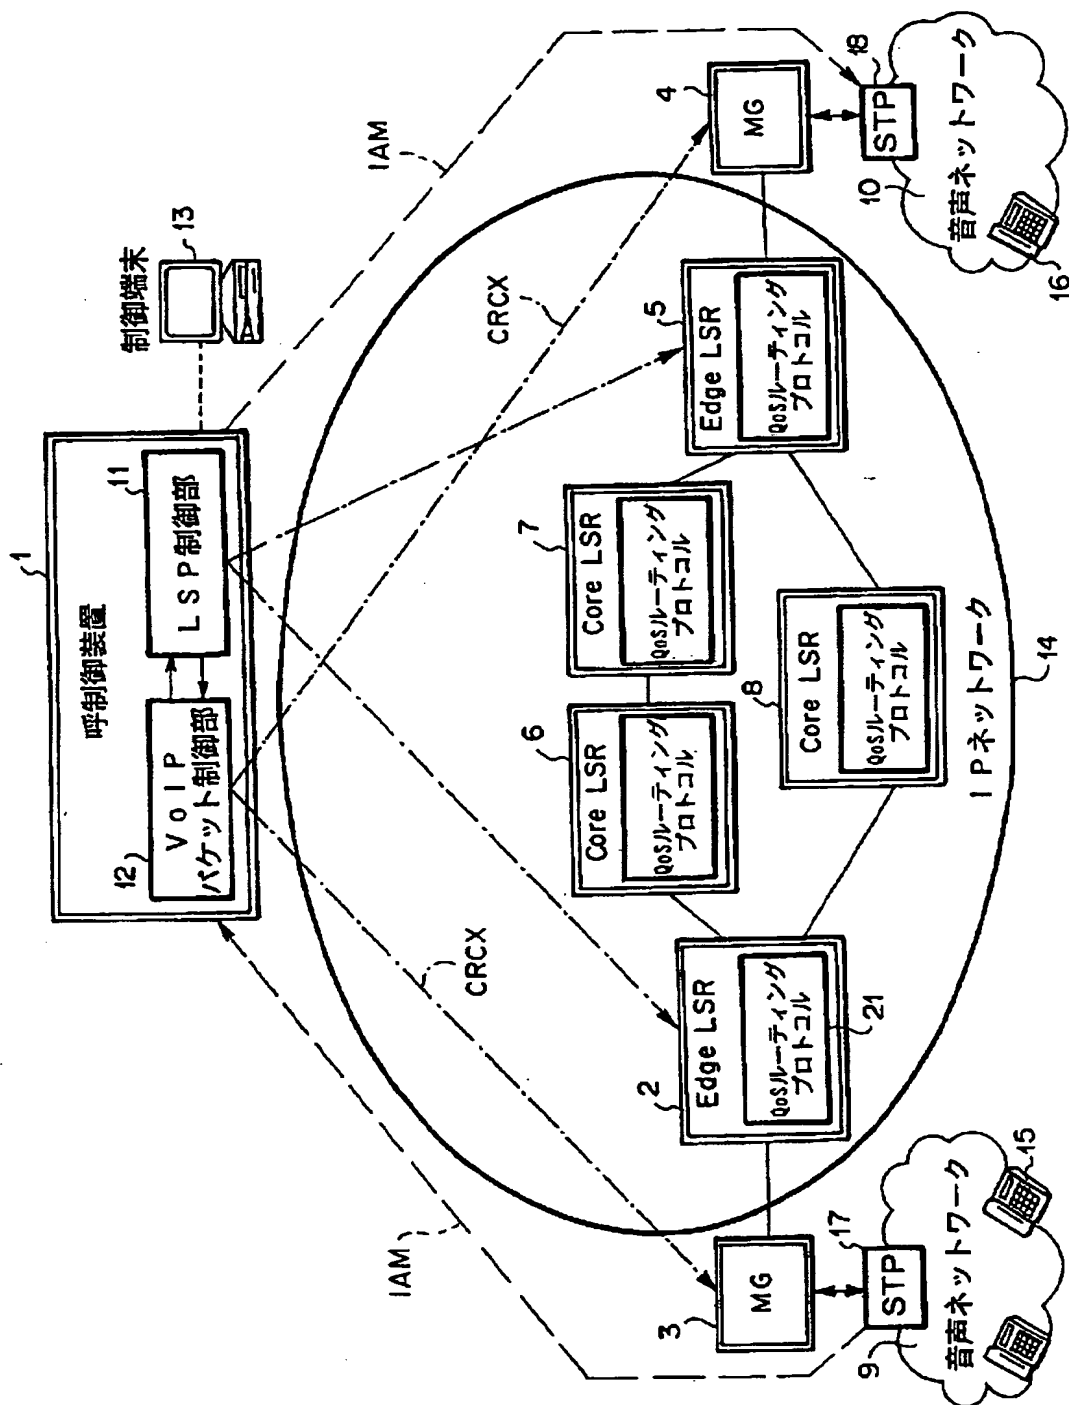 1
呼制御装置
12
VoIP
パケット制御部
11
LSP制御部
制御端末
13
IAM
IAM
CRCX
CRCX
3
MG
2
Edge LSR
QoSルーティング
プロトコル
21
6
Core LSR
QoSルーティング
プロトコル
7
Core LSR
QoSルーティング
プロトコル
8
Core LSR
QoSルーティング
プロトコル
5
Edge LSR
QoSルーティング
プロトコル
4
MG
IPネットワーク
14
17
STP
9
音声ネットワーク
15
18
STP
10
音声ネットワーク
16